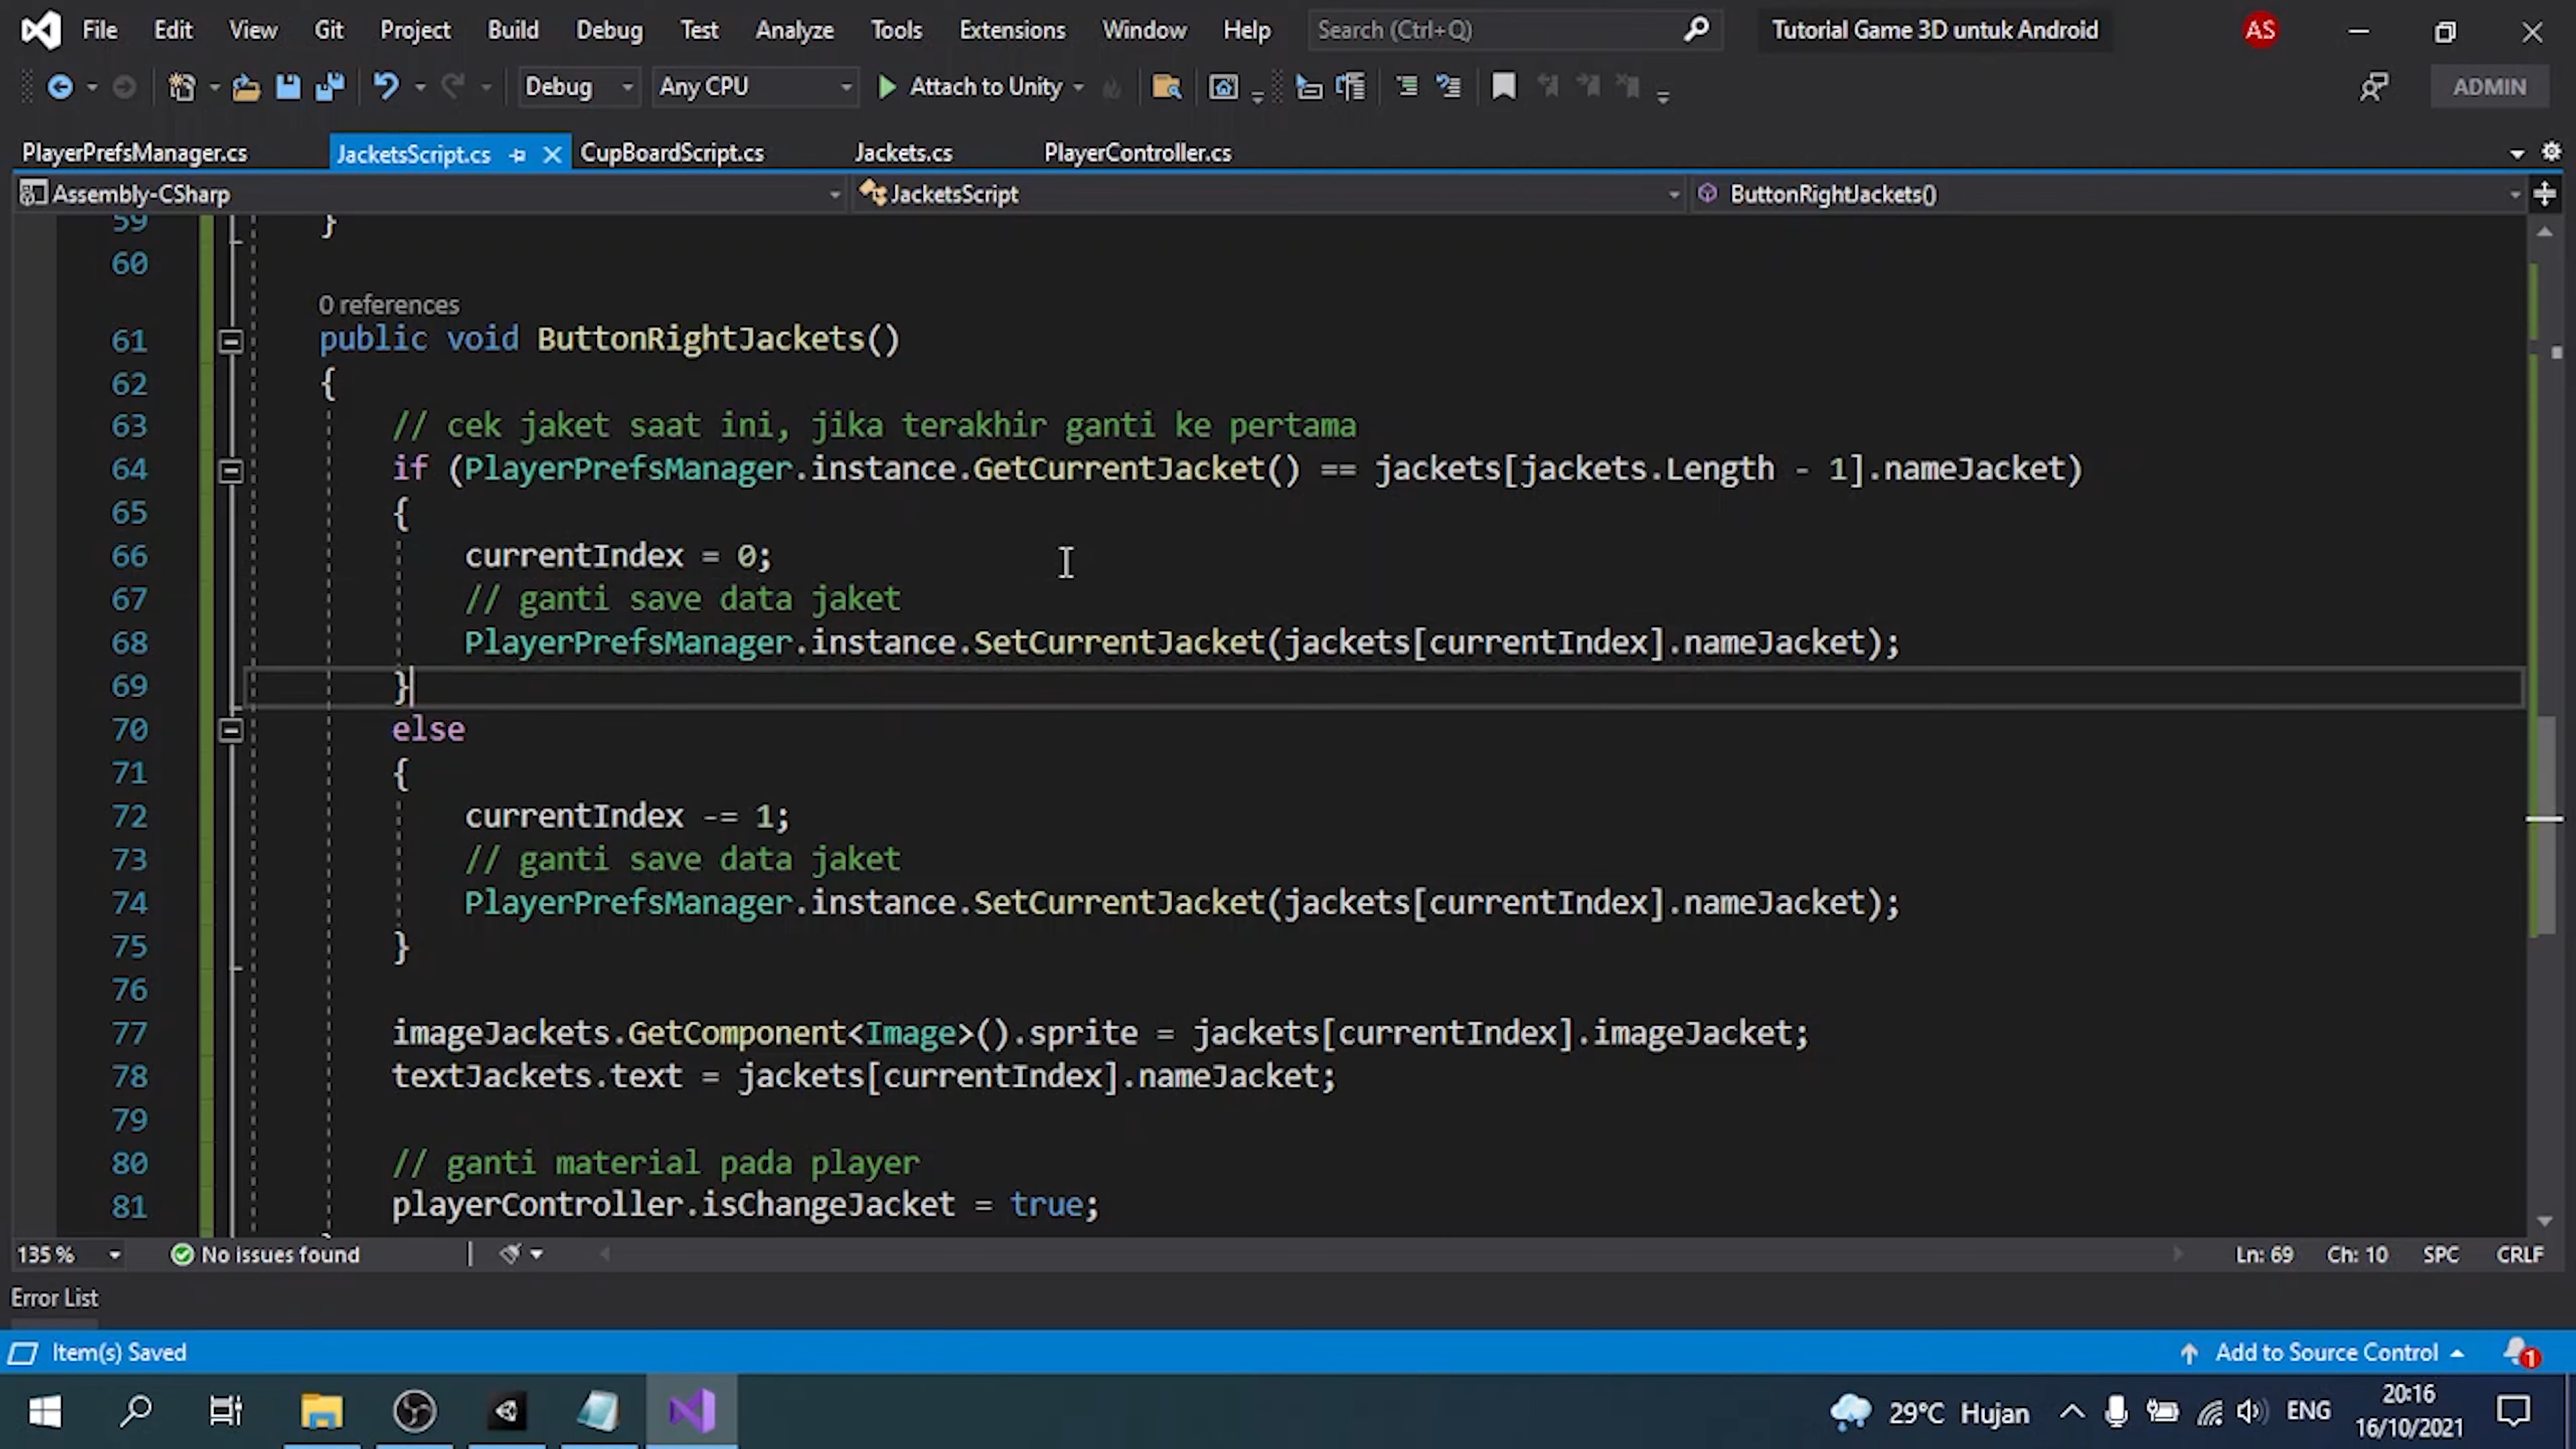 File Edit View Git Project Build Debug Test Analyze Tools Extensions Window Help Search (Ctrl+Q) Tutorial Game 3D untuk Android AS
Debug Any CPU Attach to Unity ADMIN
PlayerPrefsManager.cs JacketsScript.cs CupBoardScript.cs Jackets.cs PlayerController.cs
Assembly-CSharp JacketsScript ButtonRightJackets()
59 }
60
0 references
61 public void ButtonRightJackets()
62 {
63 // cek jaket saat ini, jika terakhir ganti ke pertama
64 if (PlayerPrefsManager.instance.GetCurrentJacket() == jackets[jackets.Length - 1].nameJacket)
65 {
66 currentIndex = 0;
67 // ganti save data jaket
68 PlayerPrefsManager.instance.SetCurrentJacket(jackets[currentIndex].nameJacket);
69 }
70 else
71 {
72 currentIndex -= 1;
73 // ganti save data jaket
74 PlayerPrefsManager.instance.SetCurrentJacket(jackets[currentIndex].nameJacket);
75 }
76
77 imageJackets.GetComponent<Image>().sprite = jackets[currentIndex].imageJacket;
78 textJackets.text = jackets[currentIndex].nameJacket;
79
80 // ganti material pada player
81 playerController.isChangeJacket = true;
135 % No issues found Ln: 69 Ch: 10 SPC CRLF
Error List
Item(s) Saved Add to Source Control 1
29°C Hujan ENG 20:16
16/10/2021